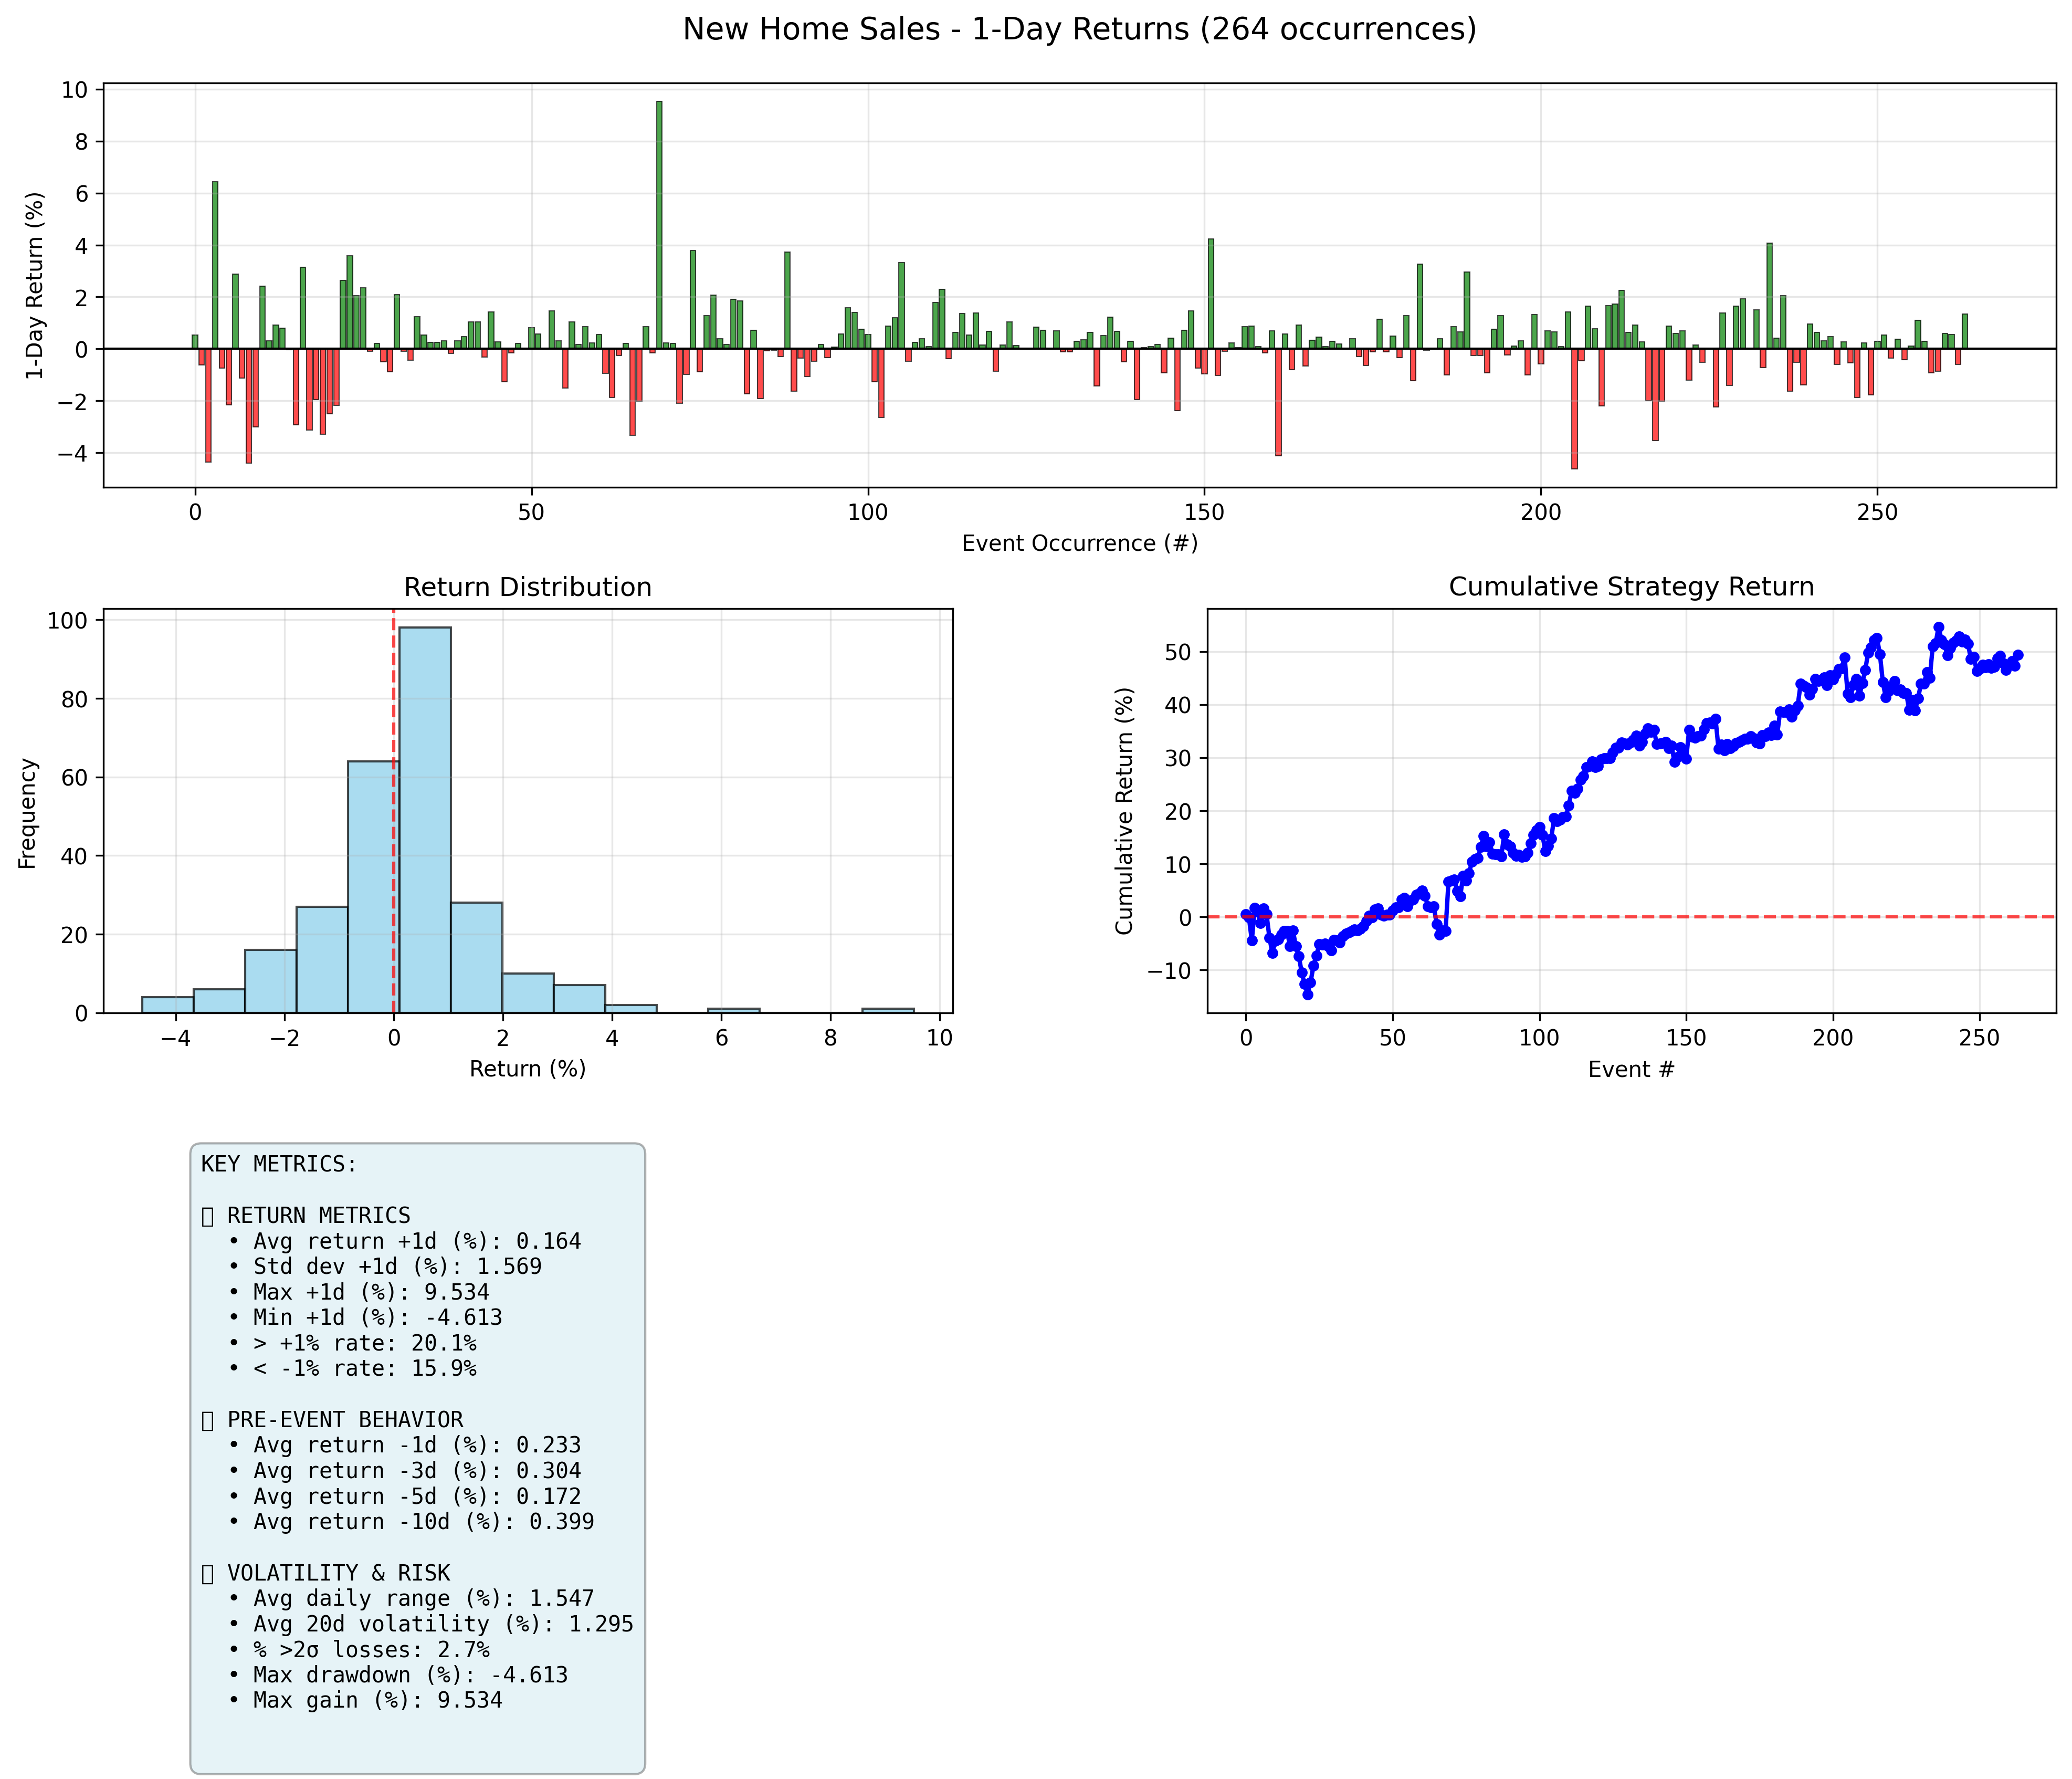 New Home Sales - 1-Day Returns (264 occurrences)
1-Day Return (%)
10
8
6
4
2
0
−2
−4
0
50
100
150
200
250
Event Occurrence (#)
Return Distribution
Frequency
100
80
60
40
20
0
−4
−2
0
2
4
6
8
10
Return (%)
Cumulative Strategy Return
Cumulative Return (%)
50
40
30
20
10
0
−10
0
50
100
150
200
250
Event #
KEY METRICS:
RETURN METRICS
• Avg return +1d (%): 0.164
• Std dev +1d (%): 1.569
• Max +1d (%): 9.534
• Min +1d (%): -4.613
• > +1% rate: 20.1%
• < -1% rate: 15.9%
PRE-EVENT BEHAVIOR
• Avg return -1d (%): 0.233
• Avg return -3d (%): 0.304
• Avg return -5d (%): 0.172
• Avg return -10d (%): 0.399
VOLATILITY & RISK
• Avg daily range (%): 1.547
• Avg 20d volatility (%): 1.295
• % >2σ losses: 2.7%
• Max drawdown (%): -4.613
• Max gain (%): 9.534